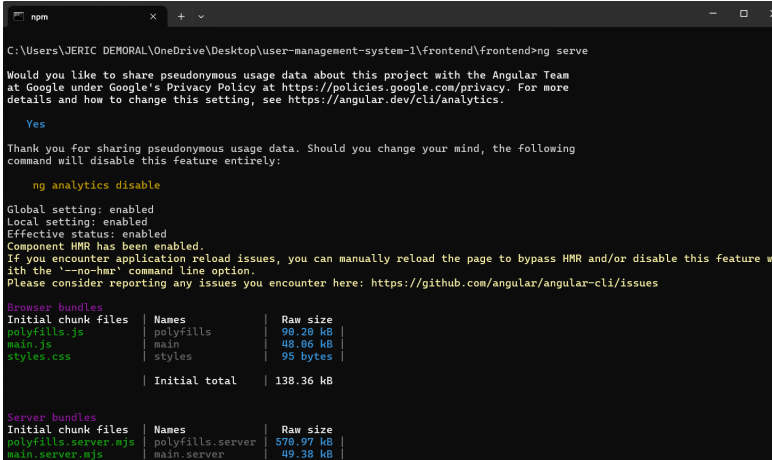 npm
C:\Users\JERIC DEMORAL\OneDrive\Desktop\user-management-system-1\frontend\frontend>ng serve
Would you like to share pseudonymous usage data about this project with the Angular Team
at Google under Google's Privacy Policy at https://policies.google.com/privacy. For more
details and how to change this setting, see https://angular.dev/cli/analytics.
Yes
Thank you for sharing pseudonymous usage data. Should you change your mind, the following
command will disable this feature entirely:
ng analytics disable
Global setting: enabled
Local setting: enabled
Effective status: enabled
Component HMR has been enabled.
If you encounter application reload issues, you can manually reload the page to bypass HMR and/or disable this feature w
ith the `--no-hmr` command line option.
Please consider reporting any issues you encounter here: https://github.com/angular/angular-cli/issues
Browser bundles
Initial chunk files | Names | Raw size
polyfills.js | polyfills | 90.20 kB |
main.js | main | 48.06 kB |
styles.css | styles | 95 bytes |
| Initial total | 138.36 kB
Server bundles
Initial chunk files | Names | Raw size
polyfills.server.mjs | polyfills.server | 570.97 kB |
main.server.mjs | main.server | 49.38 kB |